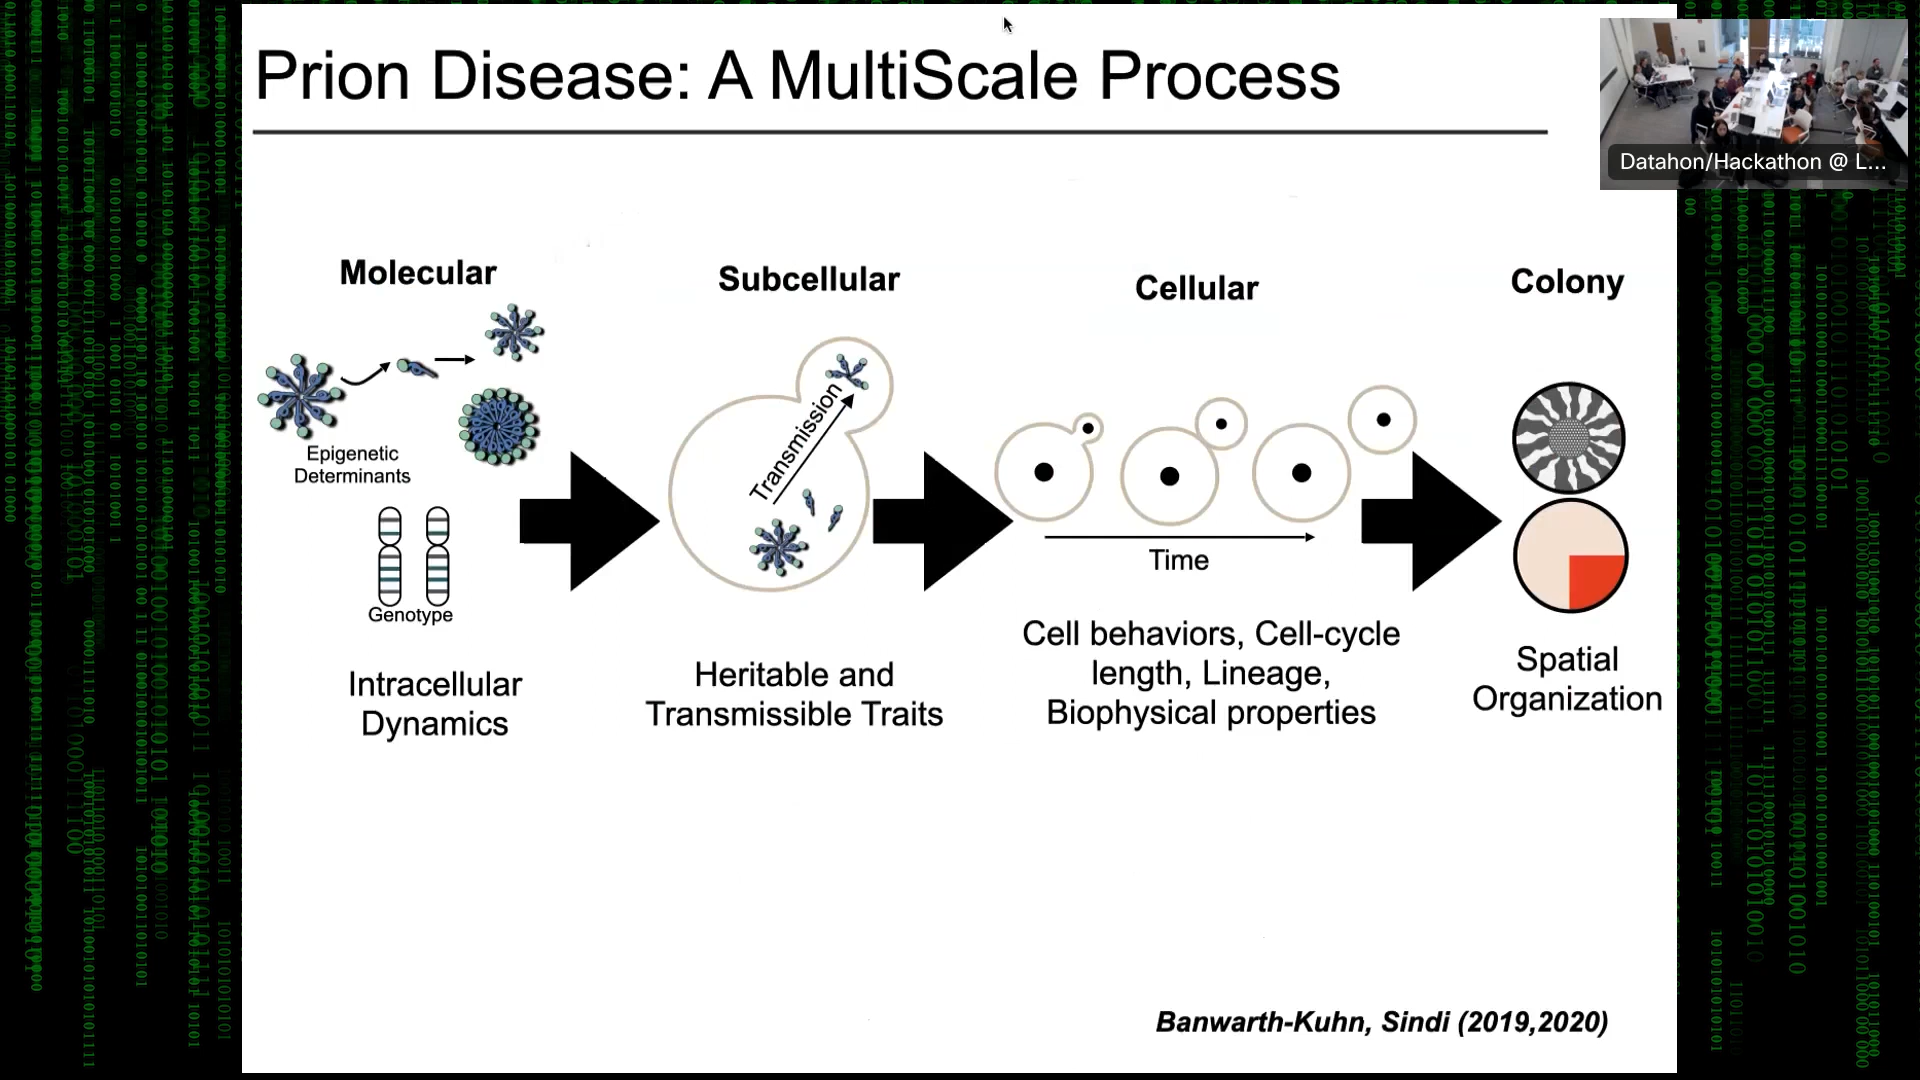 Prion Disease: A MultiScale Process
Datahon/Hackathon @ L...
Molecular
Subcellular
Cellular
Colony
Transmission
Epigenetic
Determinants
Genotype
Time
Intracellular
Dynamics
Heritable and
Transmissible Traits
Cell behaviors, Cell-cycle
length, Lineage,
Biophysical properties
Spatial
Organization
Banwarth-Kuhn, Sindi (2019,2020)